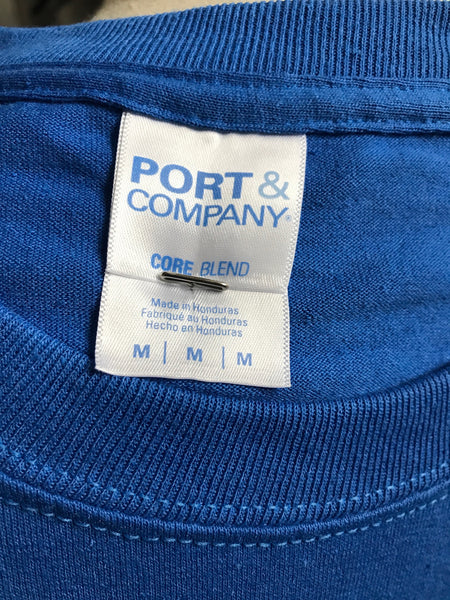 PORT &
COMPANY®
CORE BLEND
Made in Honduras
Fabriqué au Honduras
Hecho en Honduras
M | M | M